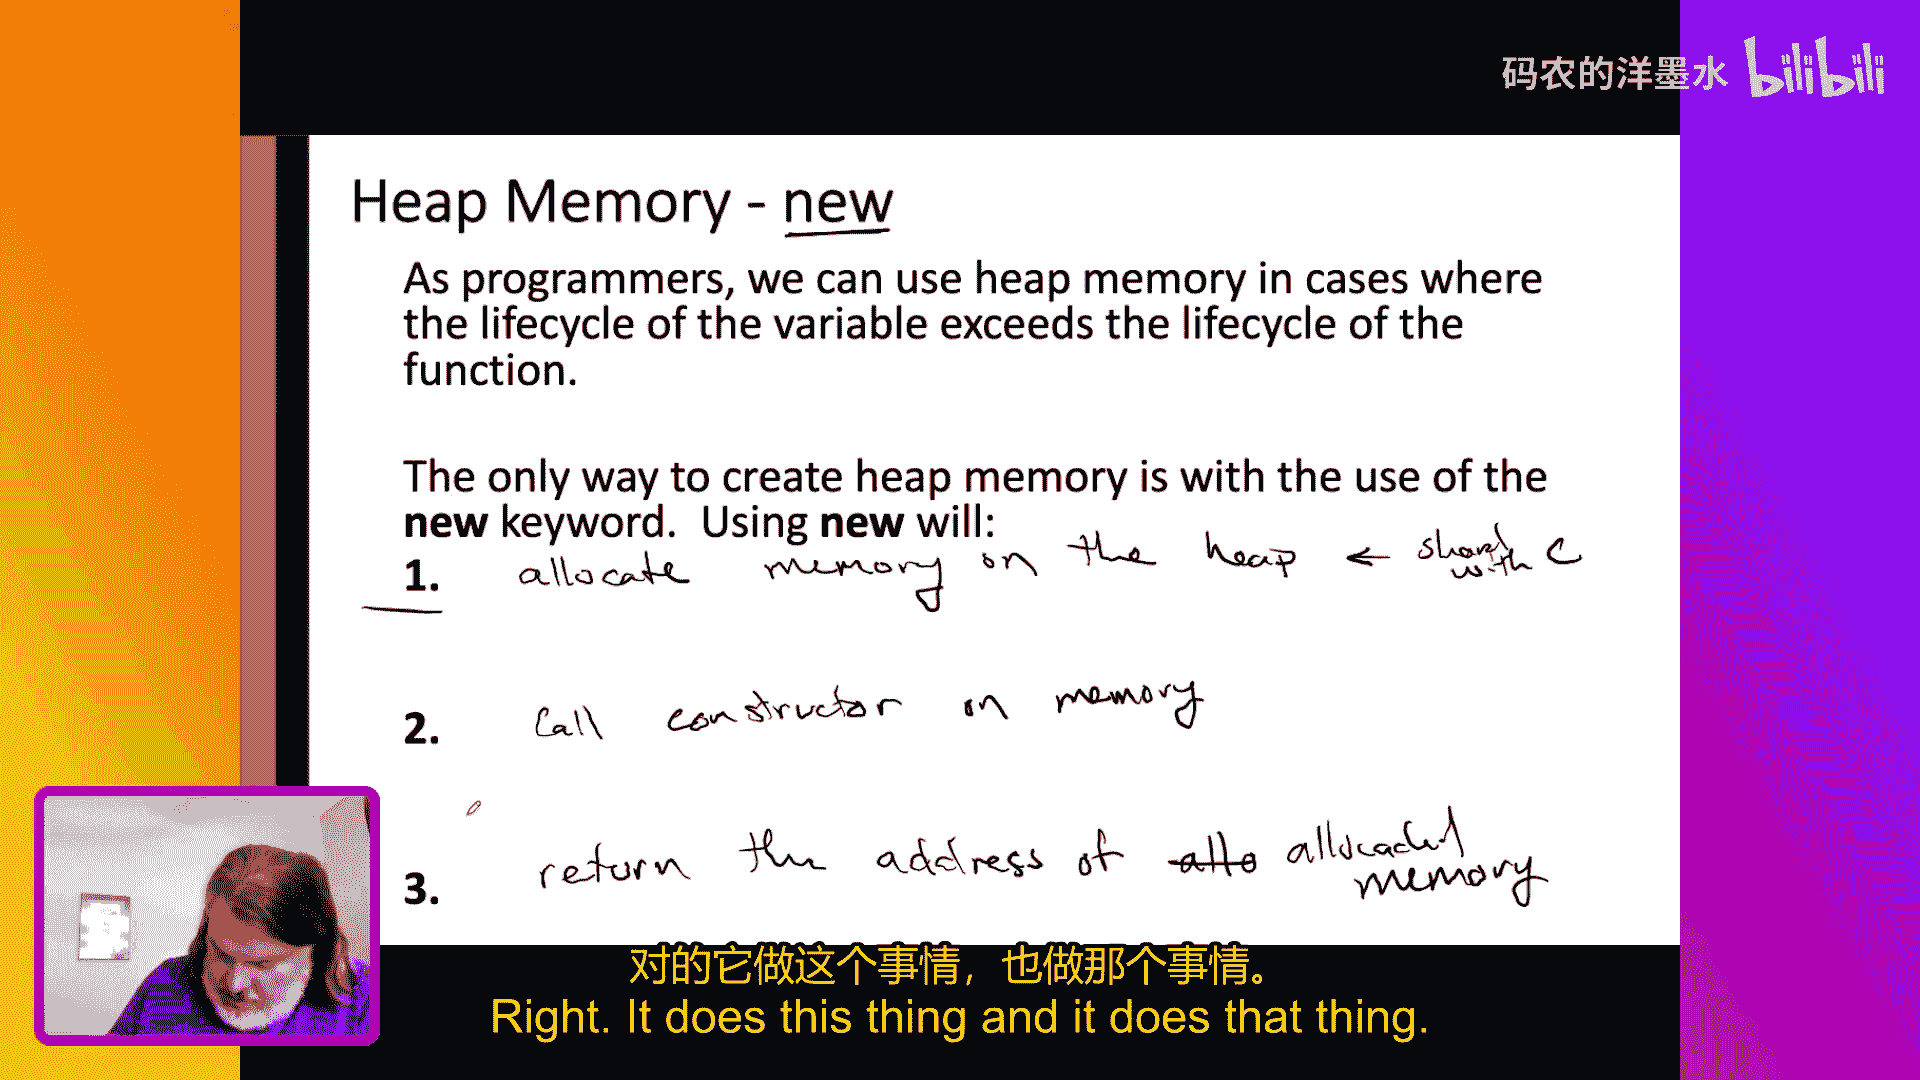 码农的洋墨水 bilibili
Heap Memory - new
As programmers, we can use heap memory in cases where
the lifecycle of the variable exceeds the lifecycle of the
function.
The only way to create heap memory is with the use of the
new keyword. Using new will:
1. allocate memory on the heap ← shared with C
2. Call constructor on memory
3. return the address of allo allocated
memory
对的它做这个事情，也做那个事情。
Right. It does this thing and it does that thing.